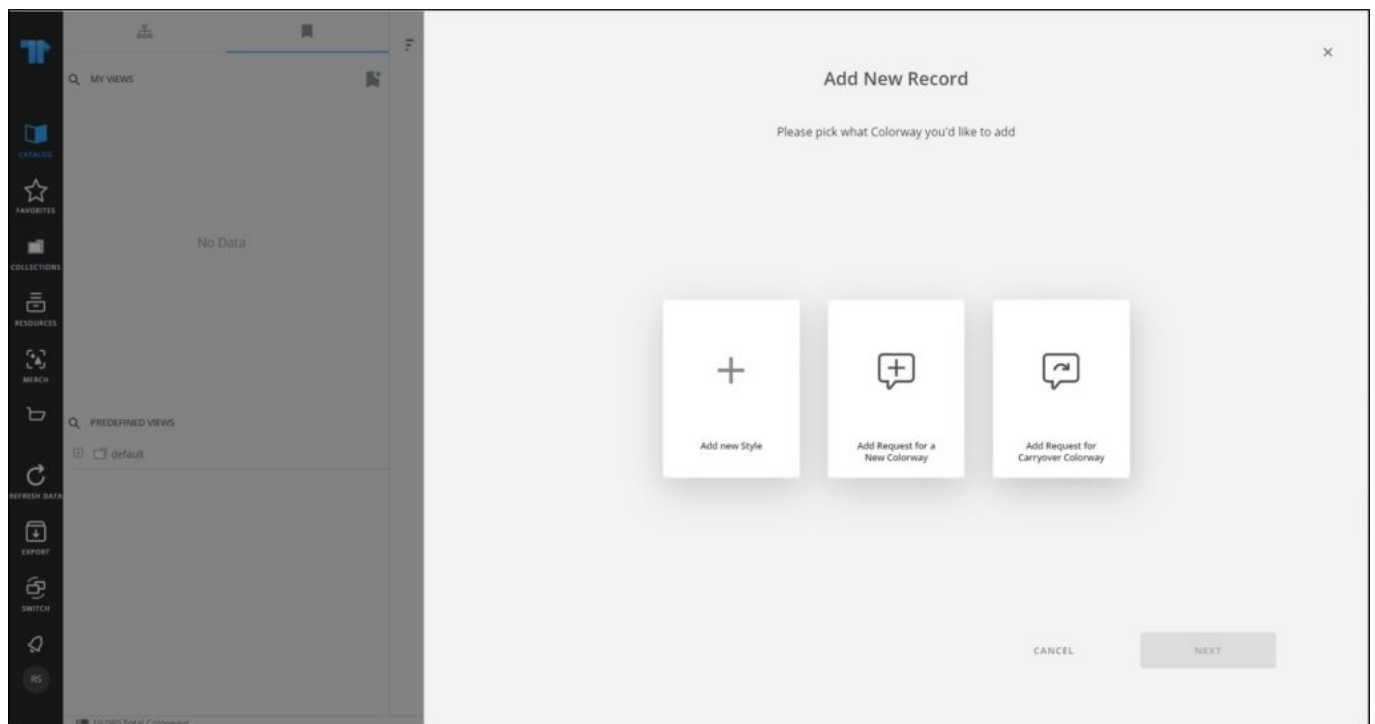 MY VIEWS
No Data
PREDEFINED VIEWS
default
CATALOG
FAVORITES
COLLECTIONS
RESOURCES
MERCH
REFRESH DATA
EXPORT
SWITCH
RS
Total Colorways
Add New Record
Please pick what Colorway you'd like to add
Add new Style
Add Request for a
New Colorway
Add Request for
Carryover Colorway
CANCEL
NEXT